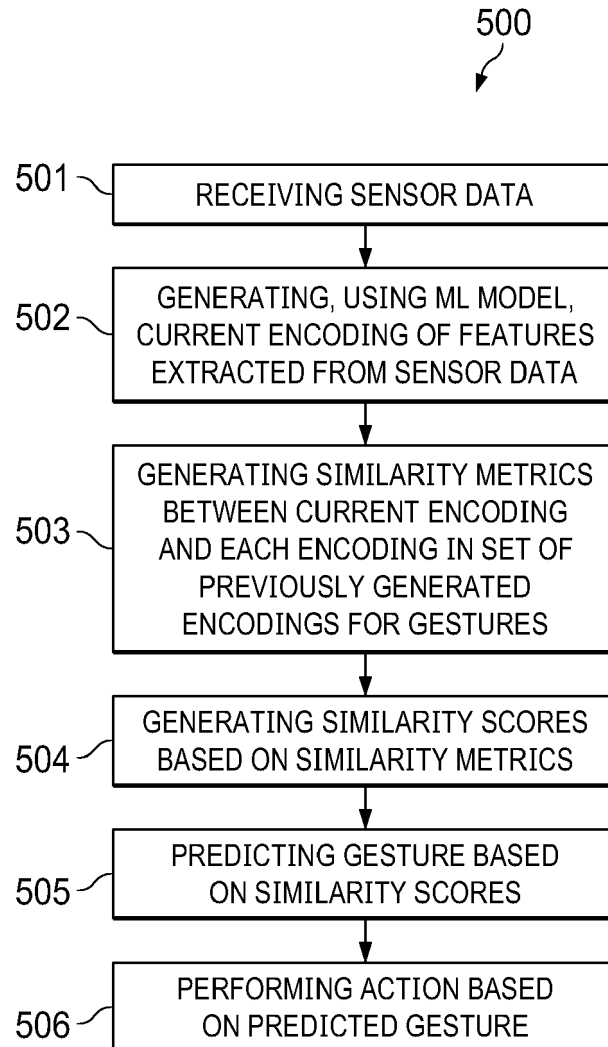 500
501
RECEIVING SENSOR DATA
502
GENERATING, USING ML MODEL,
CURRENT ENCODING OF FEATURES
EXTRACTED FROM SENSOR DATA
503
GENERATING SIMILARITY METRICS
BETWEEN CURRENT ENCODING
AND EACH ENCODING IN SET OF
PREVIOUSLY GENERATED
ENCODINGS FOR GESTURES
504
GENERATING SIMILARITY SCORES
BASED ON SIMILARITY METRICS
505
PREDICTING GESTURE BASED
ON SIMILARITY SCORES
506
PERFORMING ACTION BASED
ON PREDICTED GESTURE